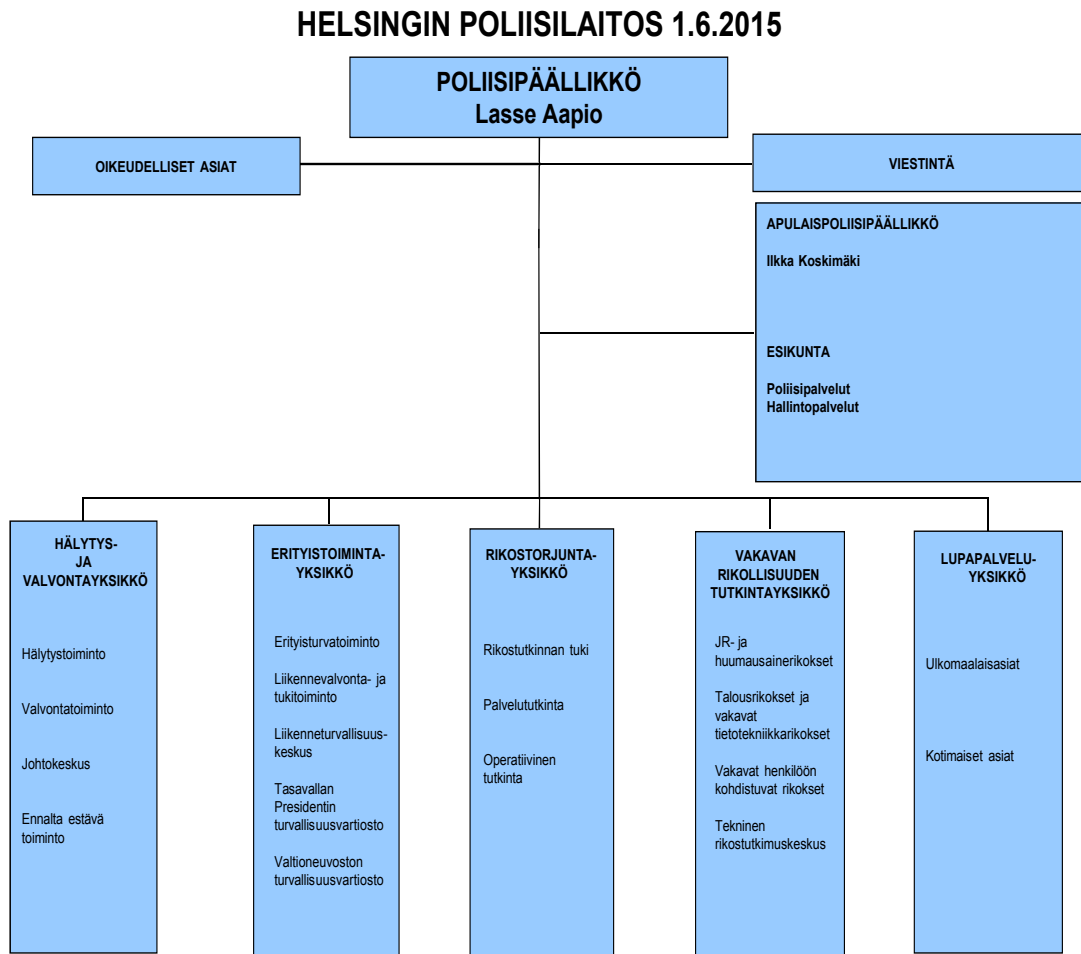 HELSINGIN POLIISILAITOS 1.6.2015
POLIISIPÄÄLLIKKÖ
Lasse Aapio
OIKEUDELLISET ASIAT
VIESTINTÄ
APULAISPOLIISIPÄÄLLIKKÖ
Ilkka Koskimäki
ESIKUNTA
Poliisipalvelut
Hallintopalvelut
HÄLYTYS-
JA
VALVONTAYKSIKKÖ
Hälytystoiminto
Valvontatoiminto
Johtokeskus
Ennalta estävä
toiminto
ERITYISTOIMINTA-
YKSIKKÖ
Erityisturvatoiminto
Liikennevalvonta- ja
tukitoiminto
Liikenneturvallisuus-
keskus
Tasavallan
Presidentin
turvallisuusvartiosto
Valtioneuvoston
turvallisuusvartiosto
RIKOSTORJUNTA-
YKSIKKÖ
Rikostutkinnan tuki
Palvelututkinta
Operatiivinen
tutkinta
VAKAVAN
RIKOLLISUUDEN
TUTKINTAYKSIKKÖ
JR- ja
huumausainerikokset
Talousrikokset ja
vakavat
tietotekniikkarikokset
Vakavat henkilöön
kohdistuvat rikokset
Tekninen
rikostutkimuskeskus
LUPAPALVELU-
YKSIKKÖ
Ulkomaalaisasiat
Kotimaiset asiat